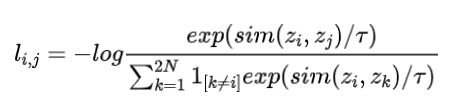 l_{i,j} = -log \frac{exp(sim(z_i, z_j)/τ)}{\sum_{k=1}^{2N} 1_{[k≠i]} exp(sim(z_i, z_k)/τ)}